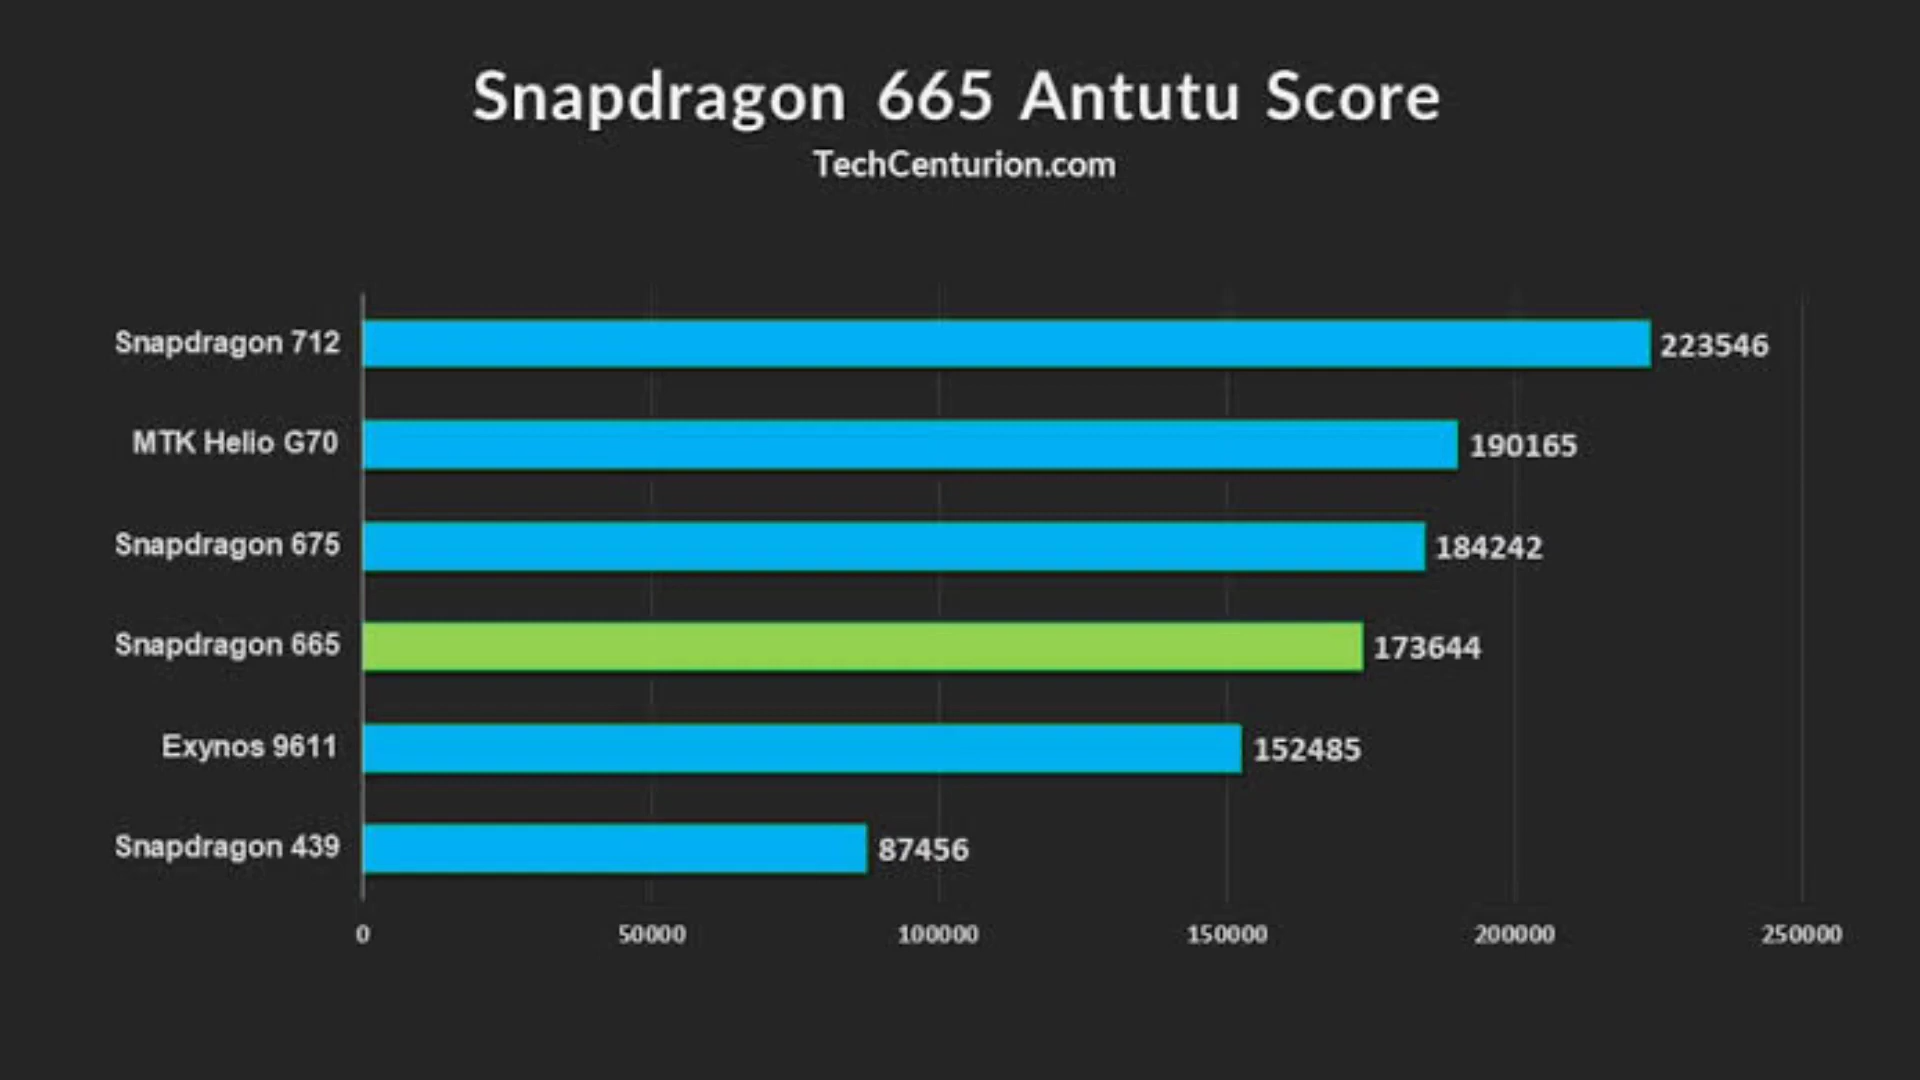 Snapdragon 665 Antutu Score
TechCenturion.com
Snapdragon 712 223546
MTK Helio G70 190165
Snapdragon 675 184242
Snapdragon 665 173644
Exynos 9611 152485
Snapdragon 439 87456
0 50000 100000 150000 200000 250000